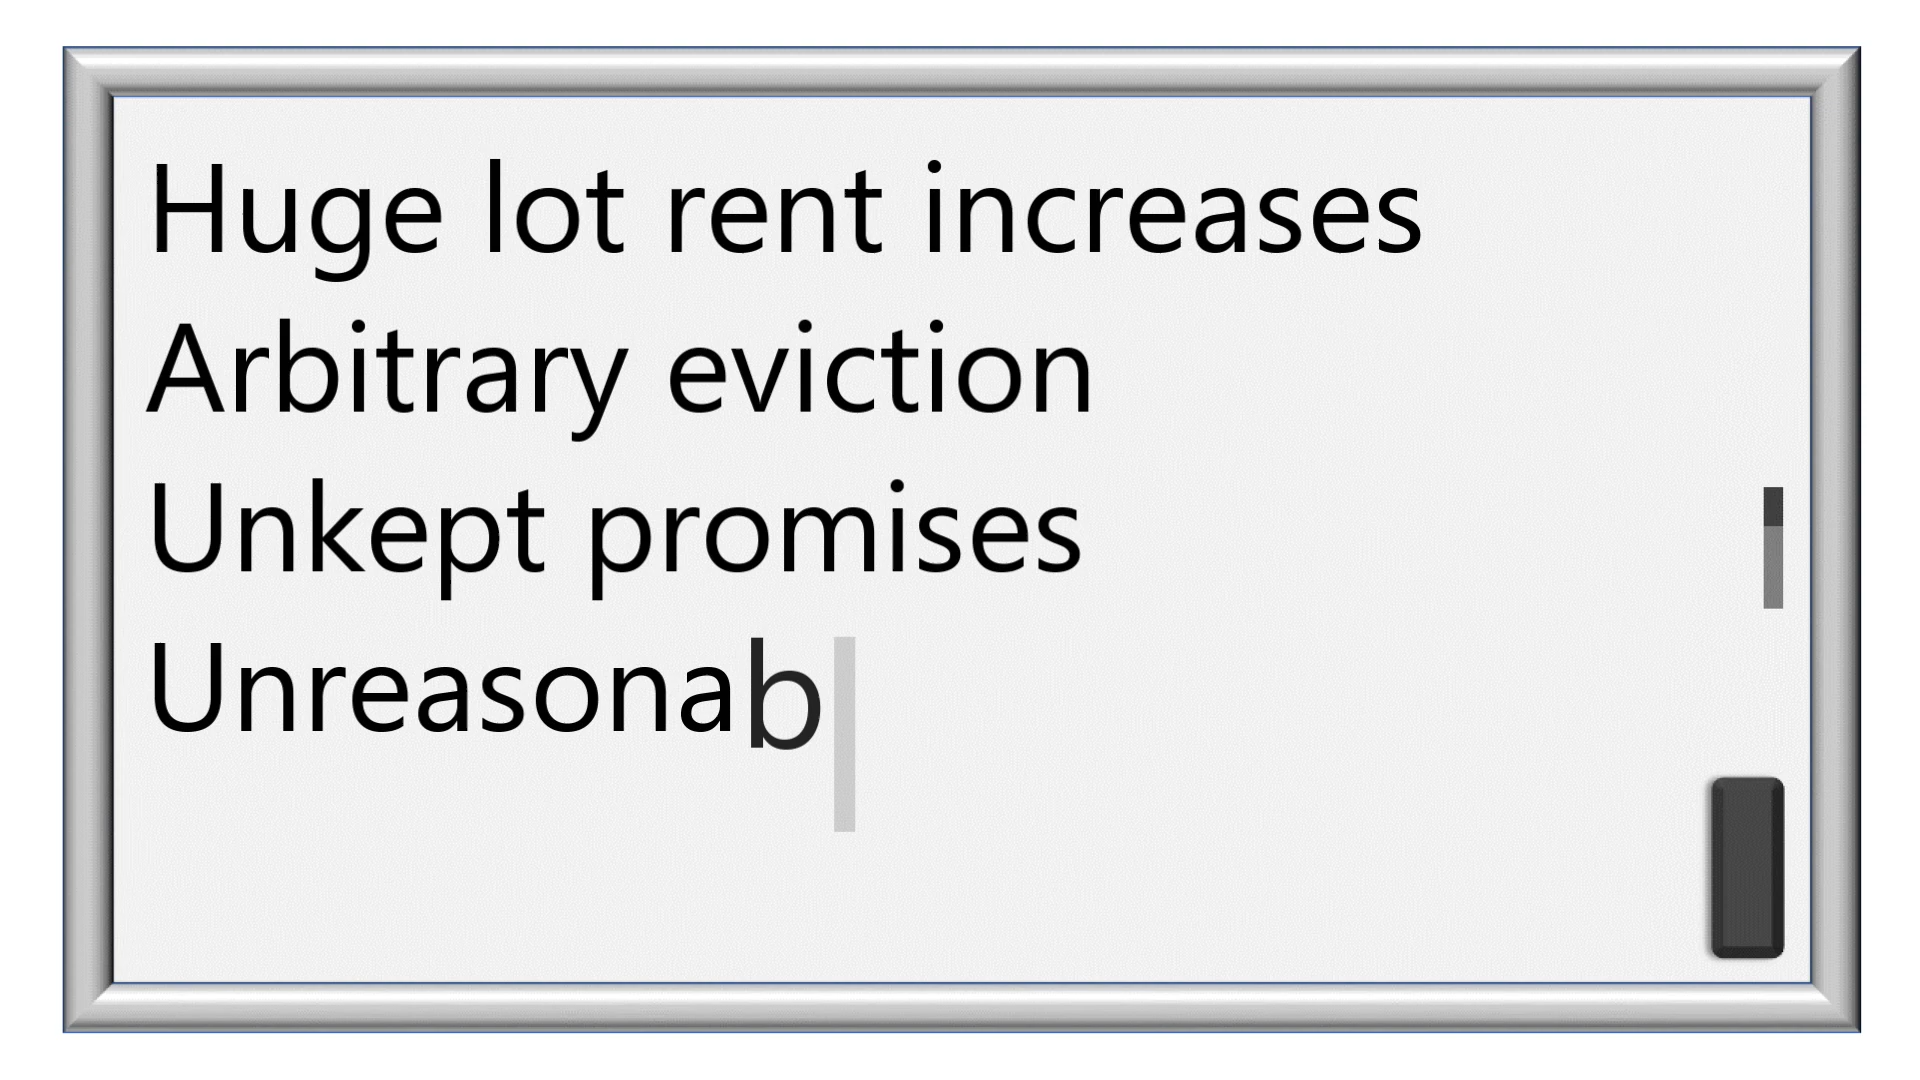 Huge lot rent increases
Arbitrary eviction
Unkept promises
Unreasonab